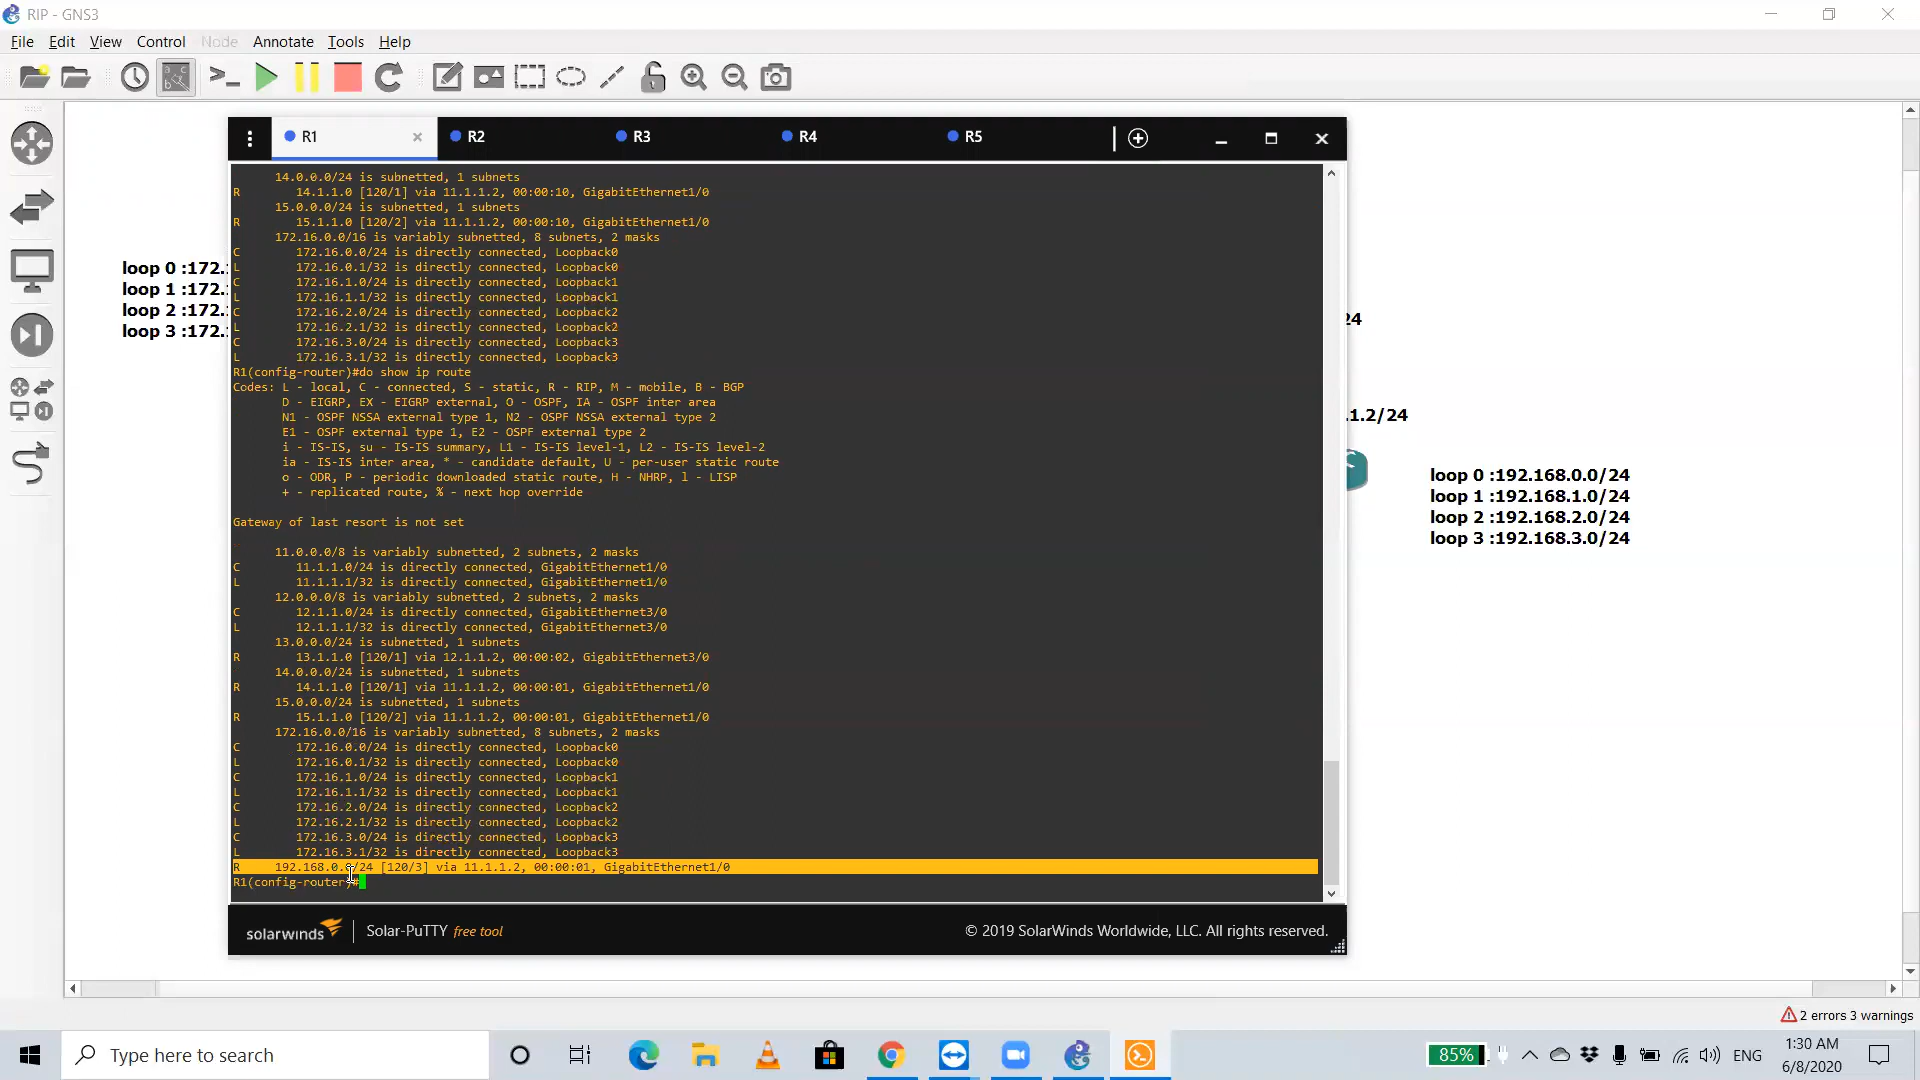 RIP - GNS3
File Edit View Control Node Annotate Tools Help
R1 R2 R3 R4 R5
loop 0 :172.
loop 1 :172.
loop 2 :172.
loop 3 :172.
14.0.0.0/24 is subnetted, 1 subnets
R 14.1.1.0 [120/1] via 11.1.1.2, 00:00:10, GigabitEthernet1/0
15.0.0.0/24 is subnetted, 1 subnets
R 15.1.1.0 [120/2] via 11.1.1.2, 00:00:10, GigabitEthernet1/0
172.16.0.0/16 is variably subnetted, 8 subnets, 2 masks
C 172.16.0.0/24 is directly connected, Loopback0
L 172.16.0.1/32 is directly connected, Loopback0
C 172.16.1.0/24 is directly connected, Loopback1
L 172.16.1.1/32 is directly connected, Loopback1
C 172.16.2.0/24 is directly connected, Loopback2
L 172.16.2.1/32 is directly connected, Loopback2
C 172.16.3.0/24 is directly connected, Loopback3
L 172.16.3.1/32 is directly connected, Loopback3
R1(config-router)#do show ip route
Codes: L - local, C - connected, S - static, R - RIP, M - mobile, B - BGP
D - EIGRP, EX - EIGRP external, O - OSPF, IA - OSPF inter area
N1 - OSPF NSSA external type 1, N2 - OSPF NSSA external type 2
E1 - OSPF external type 1, E2 - OSPF external type 2
i - IS-IS, su - IS-IS summary, L1 - IS-IS level-1, L2 - IS-IS level-2
ia - IS-IS inter area, * - candidate default, U - per-user static route
o - ODR, P - periodic downloaded static route, H - NHRP, l - LISP
+ - replicated route, % - next hop override
Gateway of last resort is not set
11.0.0.0/8 is variably subnetted, 2 subnets, 2 masks
C 11.1.1.0/24 is directly connected, GigabitEthernet1/0
L 11.1.1.1/32 is directly connected, GigabitEthernet1/0
12.0.0.0/8 is variably subnetted, 2 subnets, 2 masks
C 12.1.1.0/24 is directly connected, GigabitEthernet3/0
L 12.1.1.1/32 is directly connected, GigabitEthernet3/0
13.0.0.0/24 is subnetted, 1 subnets
R 13.1.1.0 [120/1] via 12.1.1.2, 00:00:02, GigabitEthernet3/0
14.0.0.0/24 is subnetted, 1 subnets
R 14.1.1.0 [120/1] via 11.1.1.2, 00:00:01, GigabitEthernet1/0
15.0.0.0/24 is subnetted, 1 subnets
R 15.1.1.0 [120/2] via 11.1.1.2, 00:00:01, GigabitEthernet1/0
172.16.0.0/16 is variably subnetted, 8 subnets, 2 masks
C 172.16.0.0/24 is directly connected, Loopback0
L 172.16.0.1/32 is directly connected, Loopback0
C 172.16.1.0/24 is directly connected, Loopback1
L 172.16.1.1/32 is directly connected, Loopback1
C 172.16.2.0/24 is directly connected, Loopback2
L 172.16.2.1/32 is directly connected, Loopback2
C 172.16.3.0/24 is directly connected, Loopback3
L 172.16.3.1/32 is directly connected, Loopback3
R 192.168.0.0/24 [120/3] via 11.1.1.2, 00:00:01, GigabitEthernet1/0
R1(config-router)#
24
.1.2/24
loop 0 :192.168.0.0/24
loop 1 :192.168.1.0/24
loop 2 :192.168.2.0/24
loop 3 :192.168.3.0/24
solarwinds Solar-PuTTY free tool © 2019 SolarWinds Worldwide, LLC. All rights reserved.
2 errors 3 warnings
Type here to search
85%
ENG
1:30 AM
6/8/2020